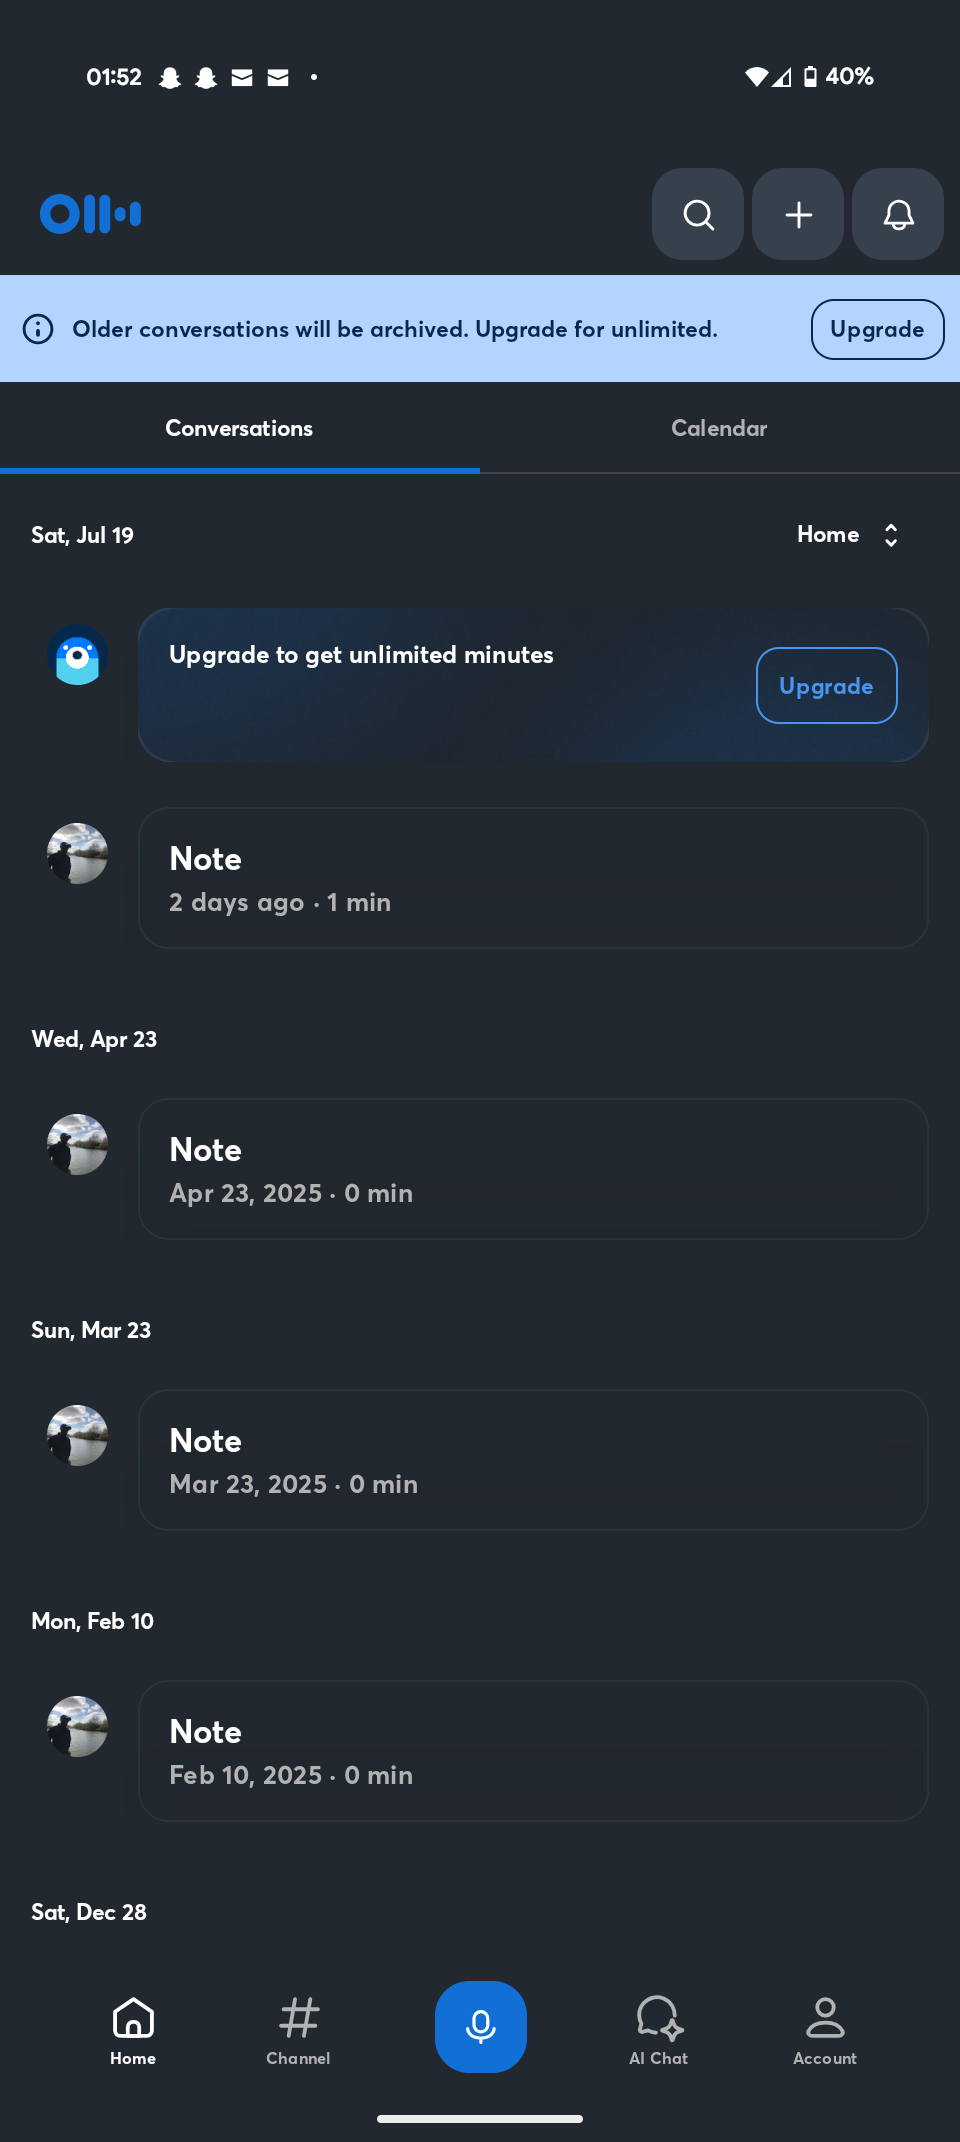 01:52
40%
Older conversations will be archived. Upgrade for unlimited.
Upgrade
Conversations
Calendar
Sat, Jul 19
Home
Upgrade to get unlimited minutes
Upgrade
Note
2 days ago · 1 min
Wed, Apr 23
Note
Apr 23, 2025 · 0 min
Sun, Mar 23
Note
Mar 23, 2025 · 0 min
Mon, Feb 10
Note
Feb 10, 2025 · 0 min
Sat, Dec 28
Home
Channel
AI Chat
Account